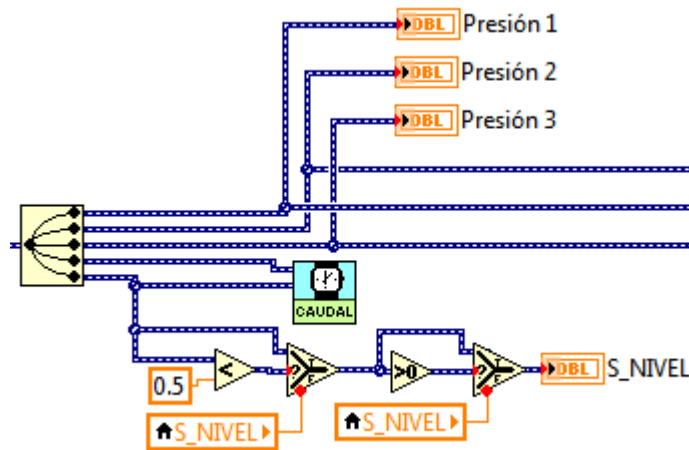 DBL Presión 1
DBL Presión 2
DBL Presión 3
CAUDAL
0.5
<
? T F
>0
? T F
DBL S_NIVEL
S_NIVEL
S_NIVEL